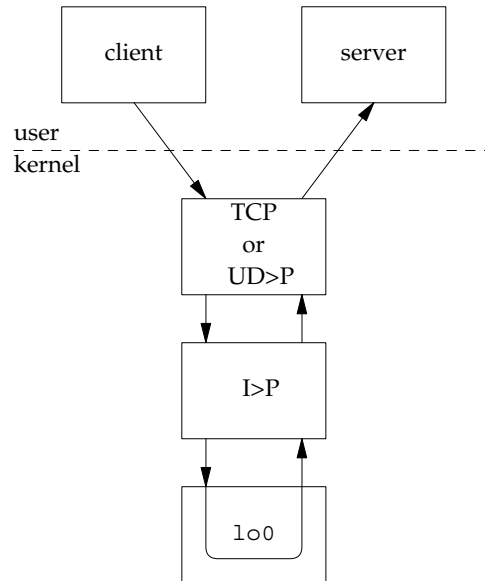 client
server
user
kernel
TCP
or
UD>P
I>P
lo0